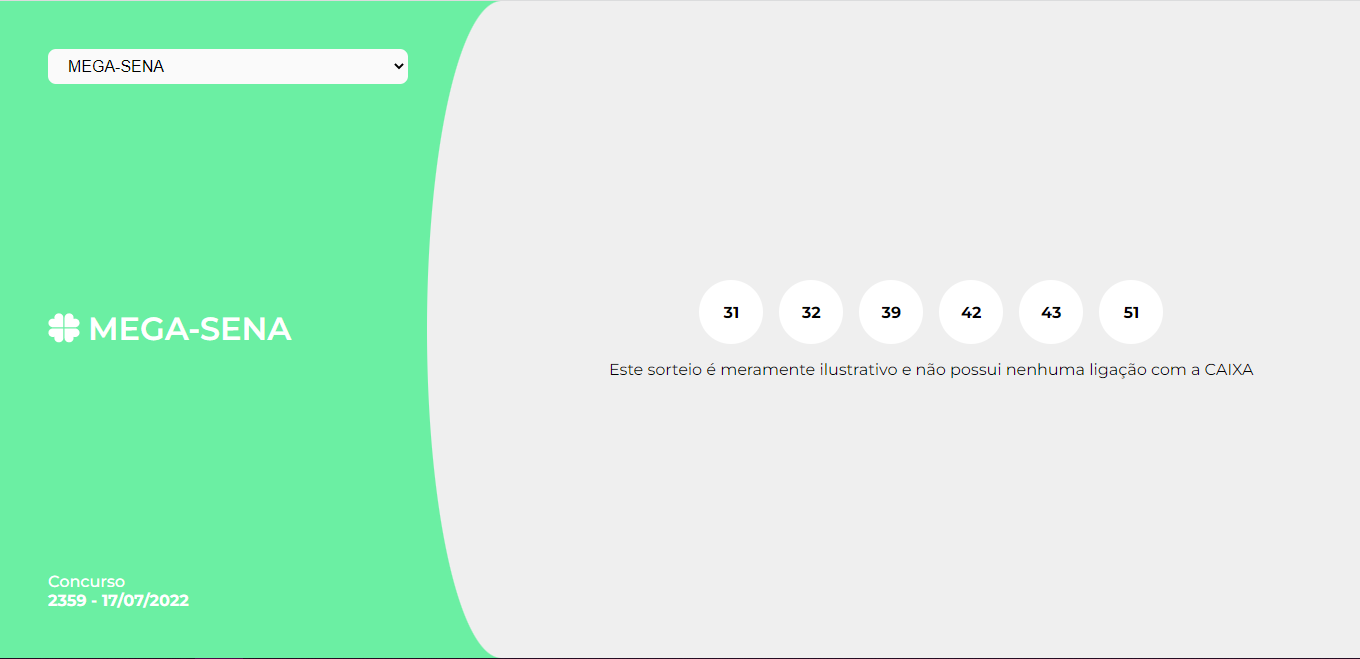 MEGA-SENA
MEGA-SENA
Concurso
2359 - 17/07/2022
31 32 39 42 43 51
Este sorteio é meramente ilustrativo e não possui nenhuma ligação com a CAIXA